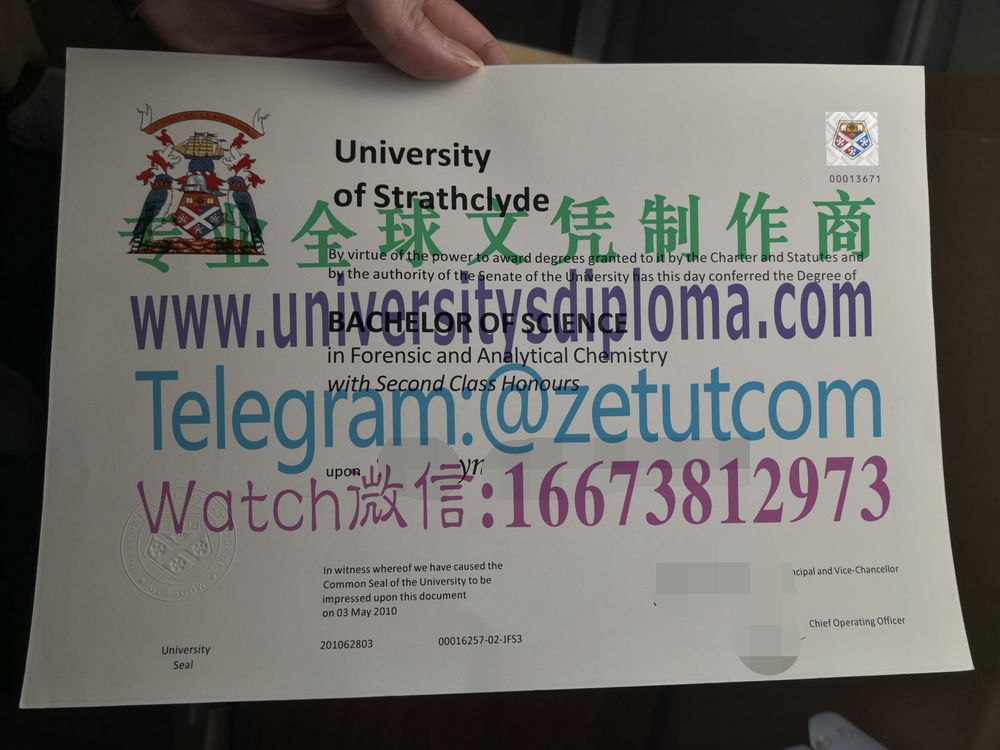 University
of Strathclyde
00013671
专业全球文凭制作商
By virtue of the power to award degrees granted to it by the Charter and Statutes and
by the authority of the Senate of the University has this day conferred the Degree of
www.universitysdiploma.com
BACHELOR OF SCIENCE
in Forensic and Analytical Chemistry
with Second Class Honours
Telegram:@zetutcom
upon
Watch微信:16673812973
In witness whereof we have caused the
Common Seal of the University to be
impressed upon this document
on 03 May 2010
and Vice-Chancellor
Chief Operating Officer
201062803
00016257-02-JFS3
University
Seal